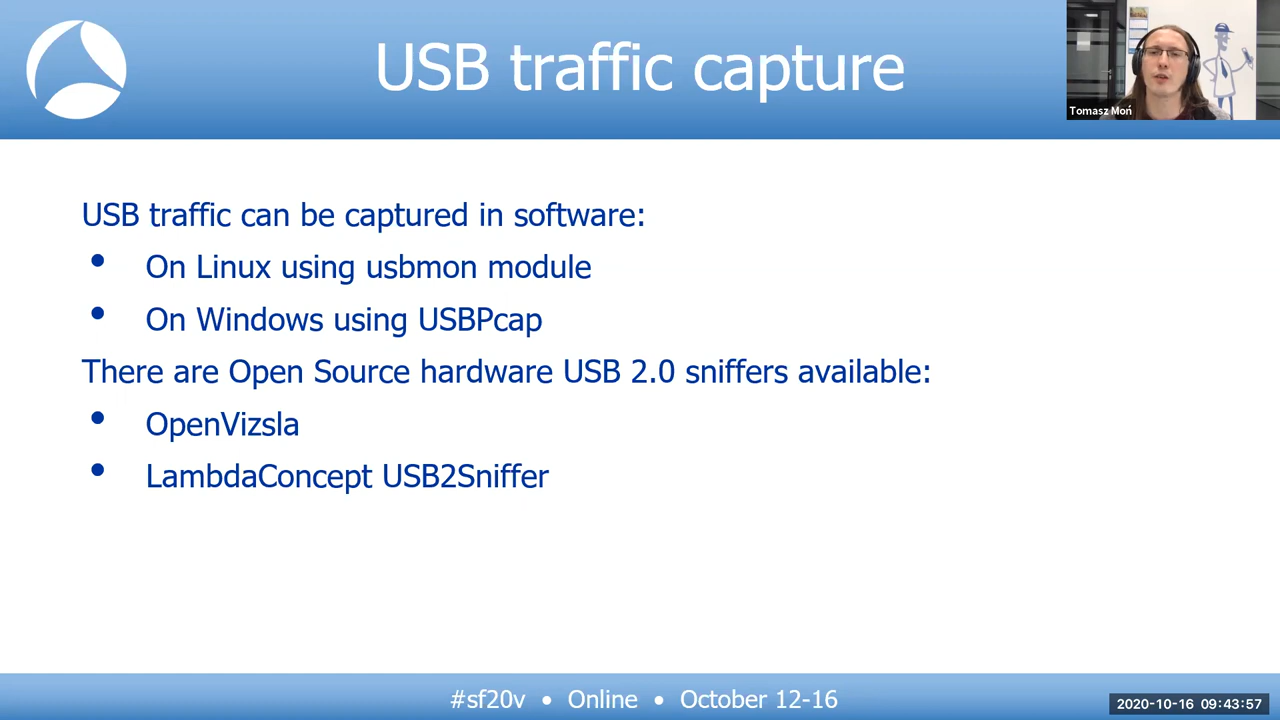 USB traffic capture
Tomasz Moń
USB traffic can be captured in software:
• On Linux using usbmon module
• On Windows using USBPcap
There are Open Source hardware USB 2.0 sniffers available:
• OpenVizsla
• LambdaConcept USB2Sniffer
#sf20v • Online • October 12-16
2020-10-16 09:43:57